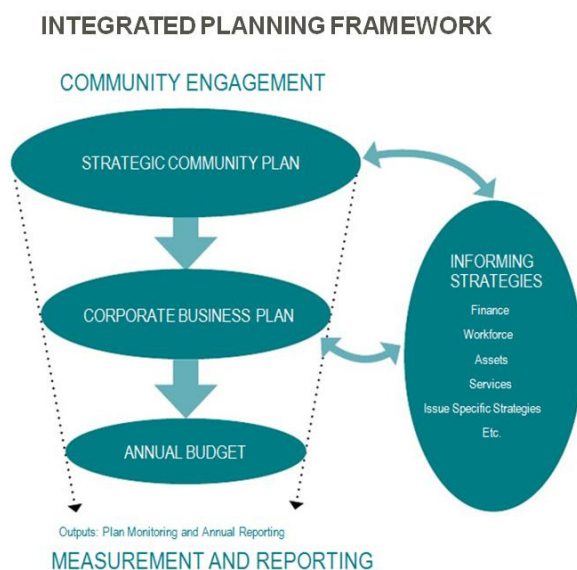 INTEGRATED PLANNING FRAMEWORK
COMMUNITY ENGAGEMENT
STRATEGIC COMMUNITY PLAN
CORPORATE BUSINESS PLAN
ANNUAL BUDGET
INFORMING
STRATEGIES
Finance
Workforce
Assets
Services
Issue Specific Strategies
Etc.
Outputs: Plan Monitoring and Annual Reporting
MEASUREMENT AND REPORTING